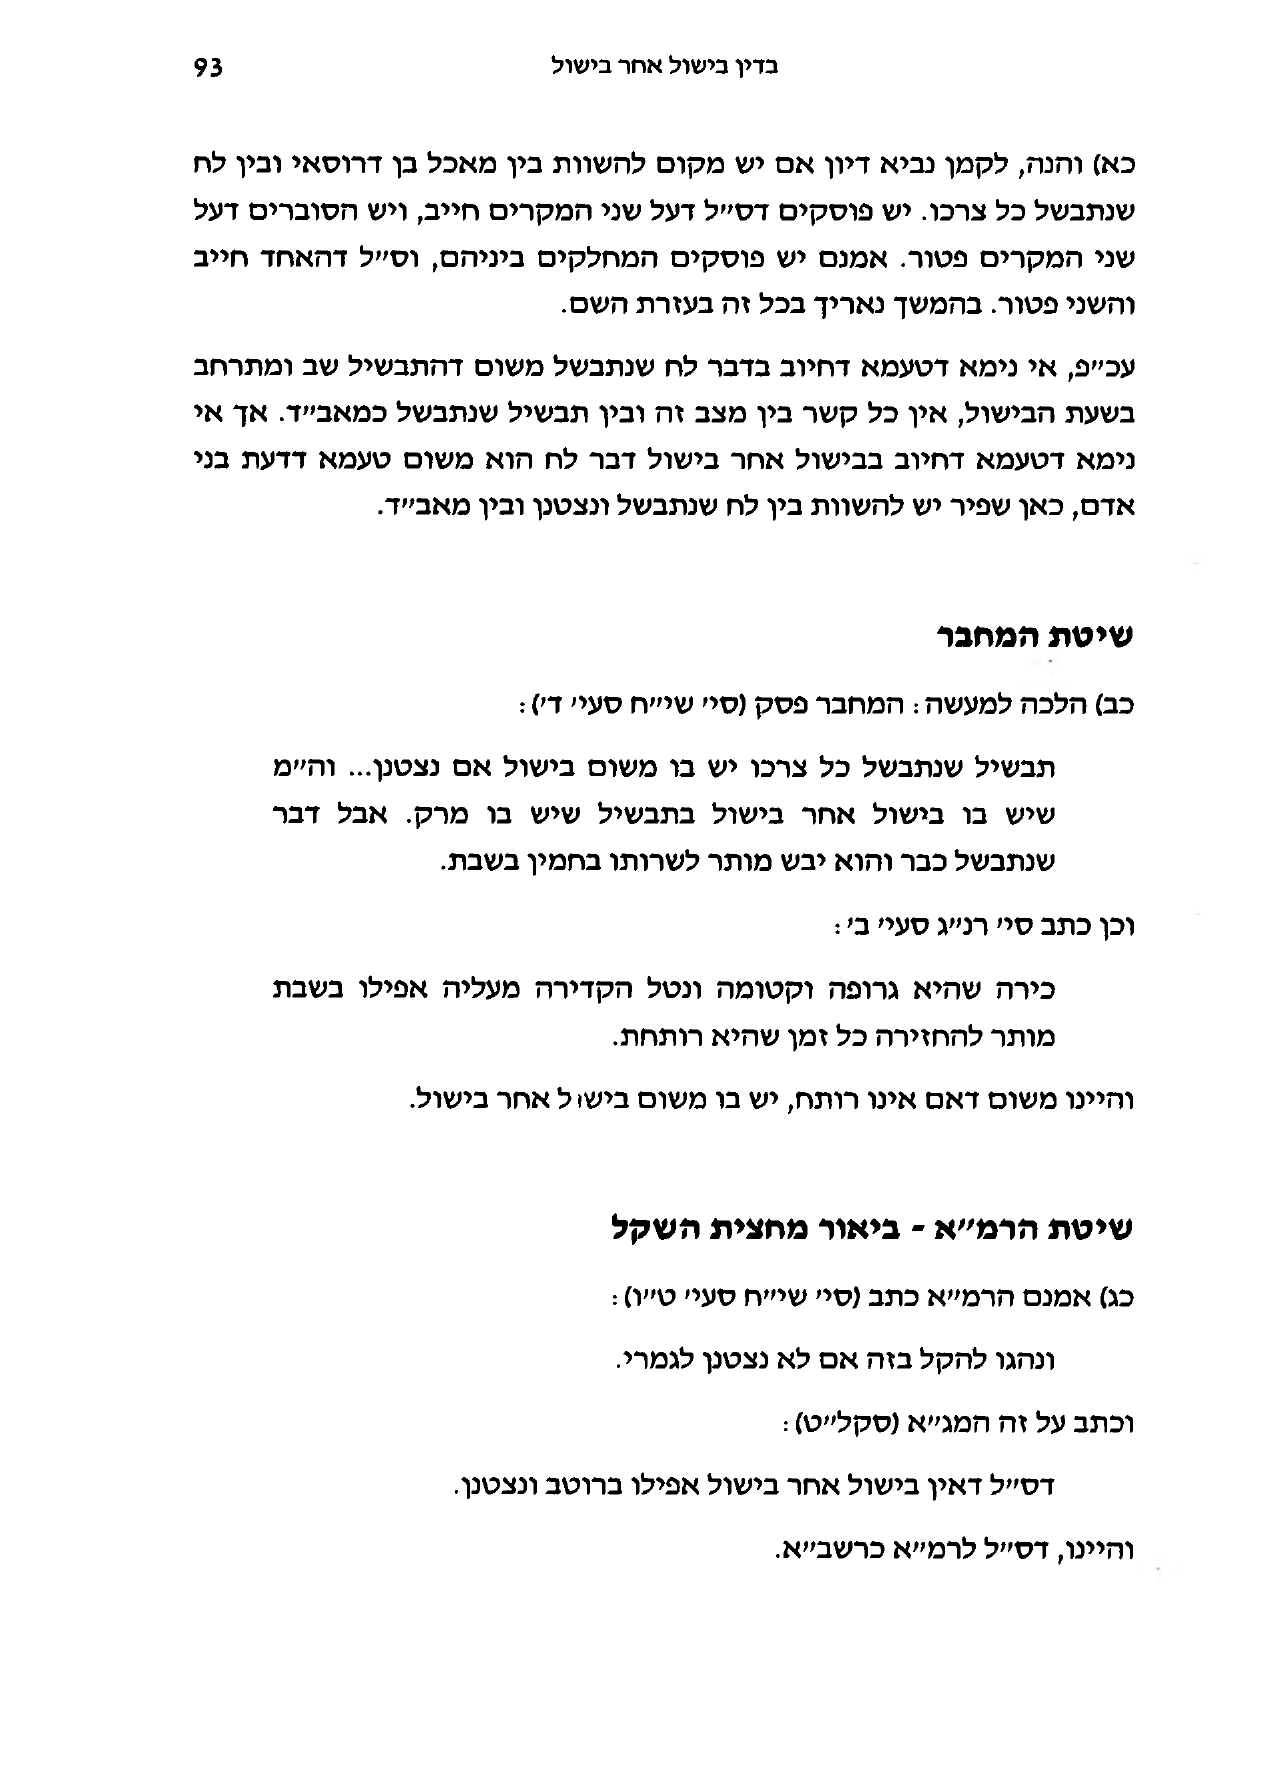 בדין בישול אחר בישול 93
כא) והנה, לקמן נביא דיון אם יש מקום להשוות בין מאכל בן דרוסאי ובין לח
שנתבשל כל צרכו. יש פוסקים דס״ל דעל שני המקרים חייב, ויש הסוברים דעל
שני המקרים פטור. אמנם יש פוסקים המחלקים ביניהם, וס״ל דהאחד חייב
והשני פטור. בהמשך נאריך בכל זה בעזרת השם.
עכ״פ, אי נימא דטעמא דחיוב בדבר לח שנתבשל משום דהתבשיל שב ומתרחב
בשעת הבישול, אין כל קשר בין מצב זה ובין תבשיל שנתבשל כמאב״ד. אך אי
נימא דטעמא דחיוב בבישול אחר בישול דבר לח הוא משום טעמא דדעת בני
אדם, כאן שפיר יש להשוות בין לח שנתבשל ונצטנן ובין מאב״ד.
שיטת המחבר
כב) הלכה למעשה: המחבר פסק (סי׳ שי״ח סעי׳ ד׳):
תבשיל שנתבשל כל צרכו יש בו משום בישול אם נצטנן... וה״מ
שיש בו בישול אחר בישול בתבשיל שיש בו מרק. אבל דבר
שנתבשל כבר והוא יבש מותר לשרותו בחמין בשבת.
וכן כתב סי׳ רנ״ג סעי׳ ב׳:
כירה שהיא גרופה וקטומה ונטל הקדירה מעליה אפילו בשבת
מותר להחזירה כל זמן שהיא רותחת.
והיינו משום דאם אינו רותח, יש בו משום בישול אחר בישול.
שיטת הרמ״א - ביאור מחצית השקל
כג) אמנם הרמ״א כתב (סי׳ שי״ח סעי׳ ט״ו):
ונהגו להקל בזה אם לא נצטנן לגמרי.
וכתב על זה המג״א (סקל״ט):
דס״ל דאין בישול אחר בישול אפילו ברוטב ונצטנן.
והיינו, דס״ל לרמ״א כרשב״א.